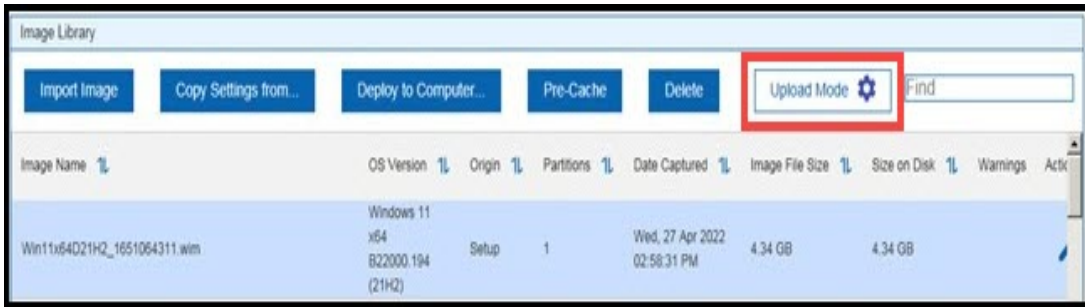 Image Library
Import Image Copy Settings from... Deploy to Computer... Pre-Cache Delete Upload Mode Find
Image Name OS Version Origin Partitions Date Captured Image File Size Size on Disk Warnings Actio
Windows 11
x64
Win11x64D21H2_1651064311.wim B22000.194 Setup 1 Wed, 27 Apr 2022 02:58:31 PM 4.34 GB 4.34 GB
(21H2)